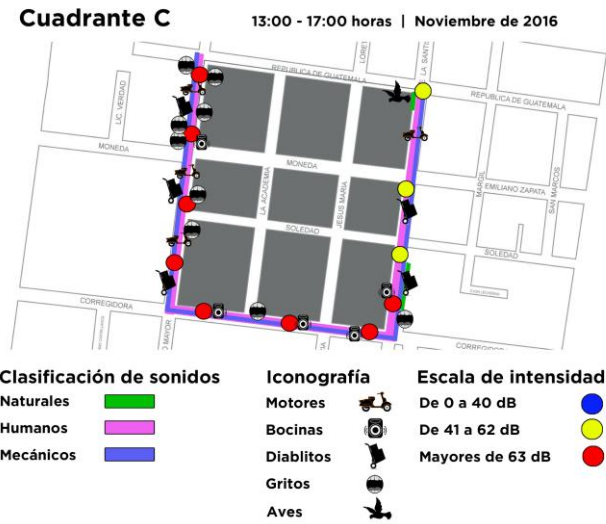 Cuadrante C
13:00 - 17:00 horas | Noviembre de 2016
LORET
E LA SANTIS
REPUBLICA DE GUATEMALA
REPUBLICA DE GUATEMALA
LIC. VERDAD
MONEDA
MONEDA
LA ACADEMIA
JESUS MARIA
MARGIL
EMILIANO ZAPATA
SAN MARCOS
SOLEDAD
SOLEDAD
CORREGIDORA
O MAYOR
CORREGIDORA
Clasificación de sonidos
Naturales
Humanos
Mecánicos
Iconografía
Motores
Bocinas
Diablitos
Gritos
Aves
Escala de intensidad
De 0 a 40 dB
De 41 a 62 dB
Mayores de 63 dB